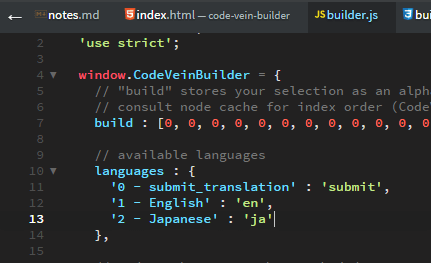 notes.md index.html — code-vein-builder builder.js
2 'use strict';
3
4 window.CodeVeinBuilder = {
5 // "build" stores your selection as an alph
6 // consult node cache for index order (Code
7 build : [0, 0, 0, 0, 0, 0, 0, 0, 0, 0, 0
8
9 // available languages
10 languages : {
11 '0 - submit_translation' : 'submit',
12 '1 - English' : 'en',
13 '2 - Japanese' : 'ja'
14 },
15